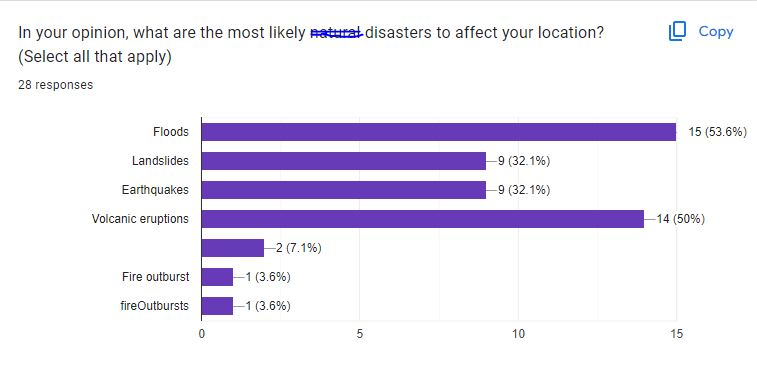 In your opinion, what are the most likely natural disasters to affect your location?
Copy
(Select all that apply)
28 responses
Floods 15 (53.6%)
Landslides 9 (32.1%)
Earthquakes 9 (32.1%)
Volcanic eruptions 14 (50%)
2 (7.1%)
Fire outburst 1 (3.6%)
fireOutbursts 1 (3.6%)
0 5 10 15